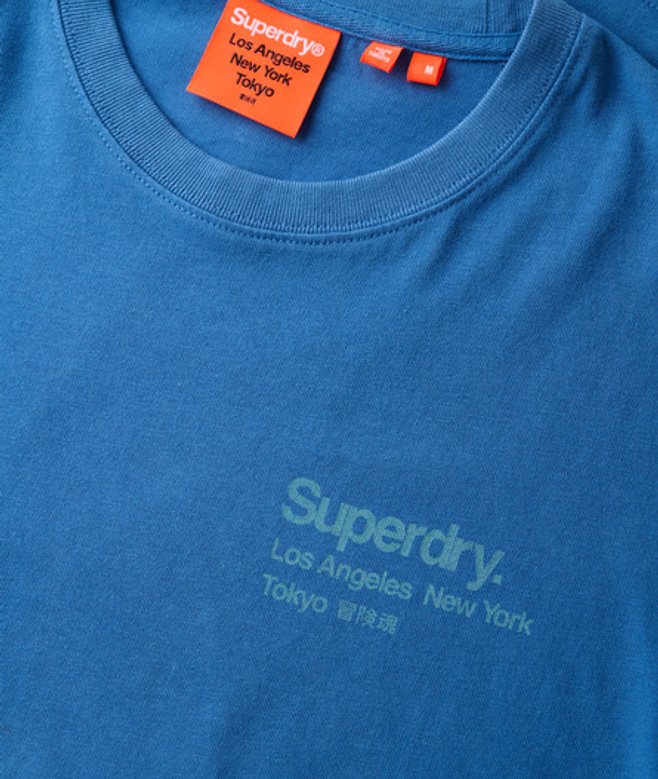 Superdry®
Los Angeles
New York
Tokyo
M
Superdry.
Los Angeles New York
Tokyo 冒険魂